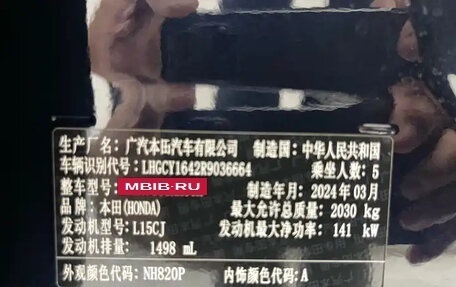 生产厂名: 广汽本田汽车有限公司 制造国: 中华人民共和国
车辆识别代号: LHGCY1642R9036664 乘坐人数: 5
整车型号: MBIB·RU 制造年月: 2024年03月
品牌: 本田(HONDA) 最大允许总质量: 2030 kg
发动机型号: L15CJ 发动机最大净功率: 141 kW
发动机排量: 1498 mL
外观颜色代码: NH820P 内饰颜色代码: A